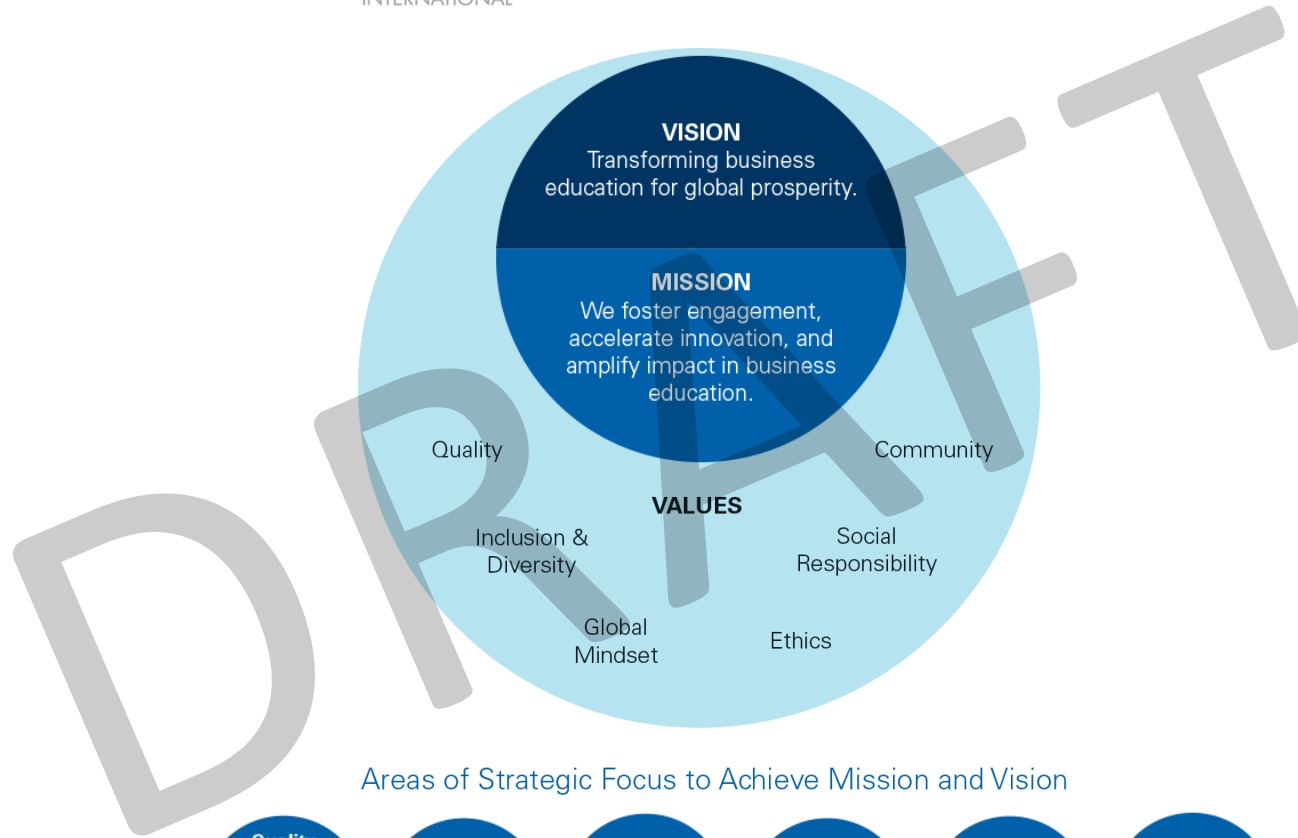 INTERNATIONAL
VISION
Transforming business
education for global prosperity.
MISSION
We foster engagement,
accelerate innovation, and
amplify impact in business
education.
Quality
Community
VALUES
Inclusion &
Diversity
Social
Responsibility
Global
Mindset
Ethics
DRAFT
Areas of Strategic Focus to Achieve Mission and Vision
Quality